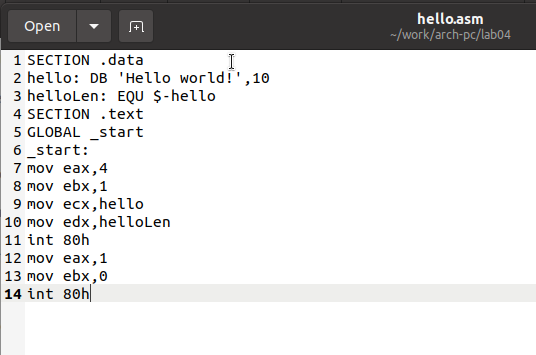 Open
hello.asm
~/work/arch-pc/lab04
1 SECTION .data
2 hello: DB 'Hello world!',10
3 helloLen: EQU $-hello
4 SECTION .text
5 GLOBAL _start
6 _start:
7 mov eax,4
8 mov ebx,1
9 mov ecx,hello
10 mov edx,helloLen
11 int 80h
12 mov eax,1
13 mov ebx,0
14 int 80h